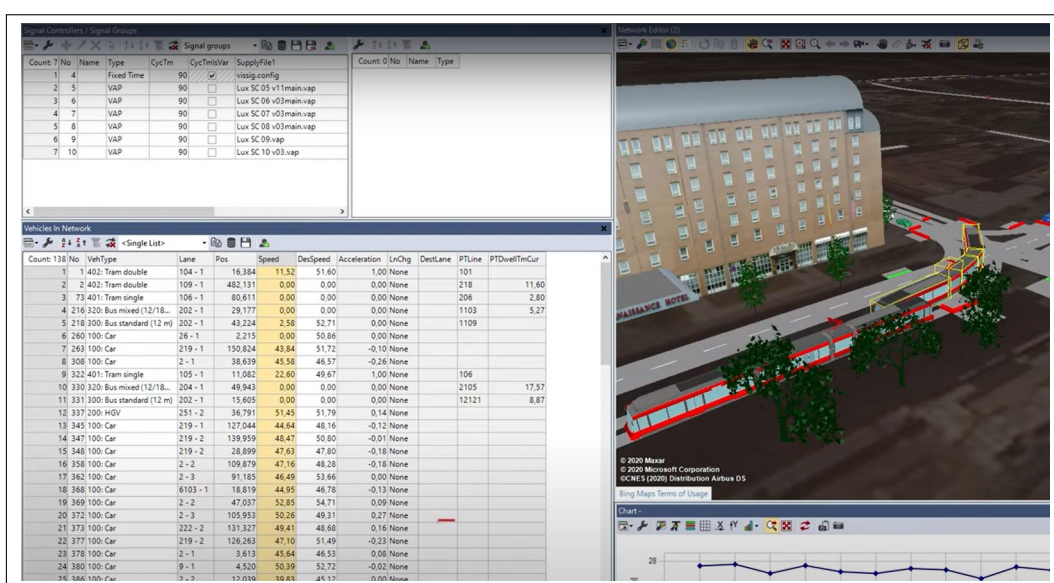 Signal Controllers / Signal Groups
Signal groups
Count: 7 No Name Type CycTm CycTmIsVar SupplyFile1
1 4 Fixed Time 90 vissig.config
2 5 VAP 90 Lux SC 05 v11main.vap
3 6 VAP 90 Lux SC 06 v03main.vap
4 7 VAP 90 Lux SC 07 v03main.vap
5 8 VAP 90 Lux SC 08 v03main.vap
6 9 VAP 90 Lux SC 09.vap
7 10 VAP 90 Lux SC 10 v03.vap
Count: 0 No Name Type
Vehicles In Network
<Single List>
Count: 138 No VehType Lane Pos Speed DesSpeed Acceleration LnChg DestLane PTLine PTDwellTmCur
1 1 402: Tram double 104 - 1 16,384 11,52 51,60 1,00 None 101
2 2 402: Tram double 109 - 1 482,131 0,00 0,00 0,00 None 218 11,60
3 73 401: Tram single 106 - 1 80,611 0,00 0,00 0,00 None 206 2,80
4 216 320: Bus mixed (12/18... 202 - 1 29,177 0,00 0,00 0,00 None 1103 5,27
5 218 300: Bus standard (12 m) 202 - 1 43,224 2,58 52,71 0,00 None 1109
6 260 100: Car 26 - 1 2,215 0,00 50,86 0,00 None
7 263 100: Car 219 - 1 150,824 43,84 51,72 -0,10 None
8 308 100: Car 2 - 1 38,639 45,58 46,57 -0,26 None
9 322 401: Tram single 105 - 1 11,082 22,60 49,67 1,00 None 106
10 330 320: Bus mixed (12/18... 204 - 1 49,943 0,00 0,00 0,00 None 2105 17,57
11 331 300: Bus standard (12 m) 202 - 1 15,605 0,00 0,00 0,00 None 12121 8,87
12 337 200: HGV 251 - 2 36,791 51,45 51,79 0,14 None
13 345 100: Car 219 - 1 127,044 44,64 48,16 -0,12 None
14 347 100: Car 219 - 2 139,959 48,47 50,80 -0,01 None
15 348 100: Car 219 - 2 28,899 47,63 47,80 -0,18 None
16 358 100: Car 2 - 2 109,879 47,16 48,28 -0,18 None
17 362 100: Car 2 - 3 91,185 46,49 53,66 0,00 None
18 368 100: Car 6103 - 1 18,819 44,95 46,78 -0,13 None
19 369 100: Car 2 - 2 47,037 52,85 54,71 0,09 None
20 372 100: Car 2 - 3 105,953 50,26 49,31 0,27 None
21 373 100: Car 222 - 2 131,327 49,41 48,68 0,16 None
22 377 100: Car 219 - 2 126,263 47,10 51,49 -0,23 None
23 378 100: Car 2 - 1 3,613 45,64 46,53 0,08 None
24 380 100: Car 9 - 1 4,520 50,39 52,72 -0,02 None
25 386 100: Car 2 - 2 12,039 39,83 45,12 0,00 None
Network Editor (2)
NAISSANCE HOTEL
© 2020 Maxar
© 2020 Microsoft Corporation
©CNES (2020) Distribution Airbus DS
Bing Maps Terms of Usage
Chart -
28